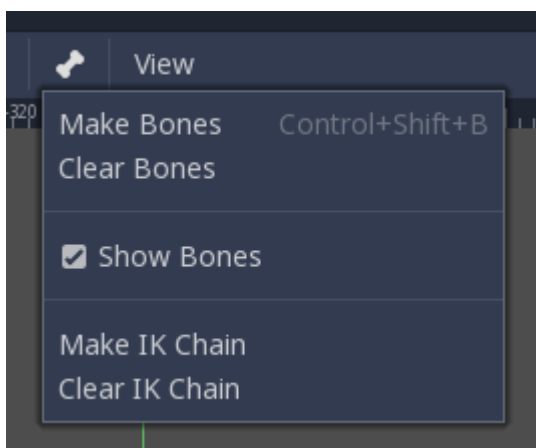 View
-320
Make Bones Control+Shift+B
Clear Bones
Show Bones
Make IK Chain
Clear IK Chain